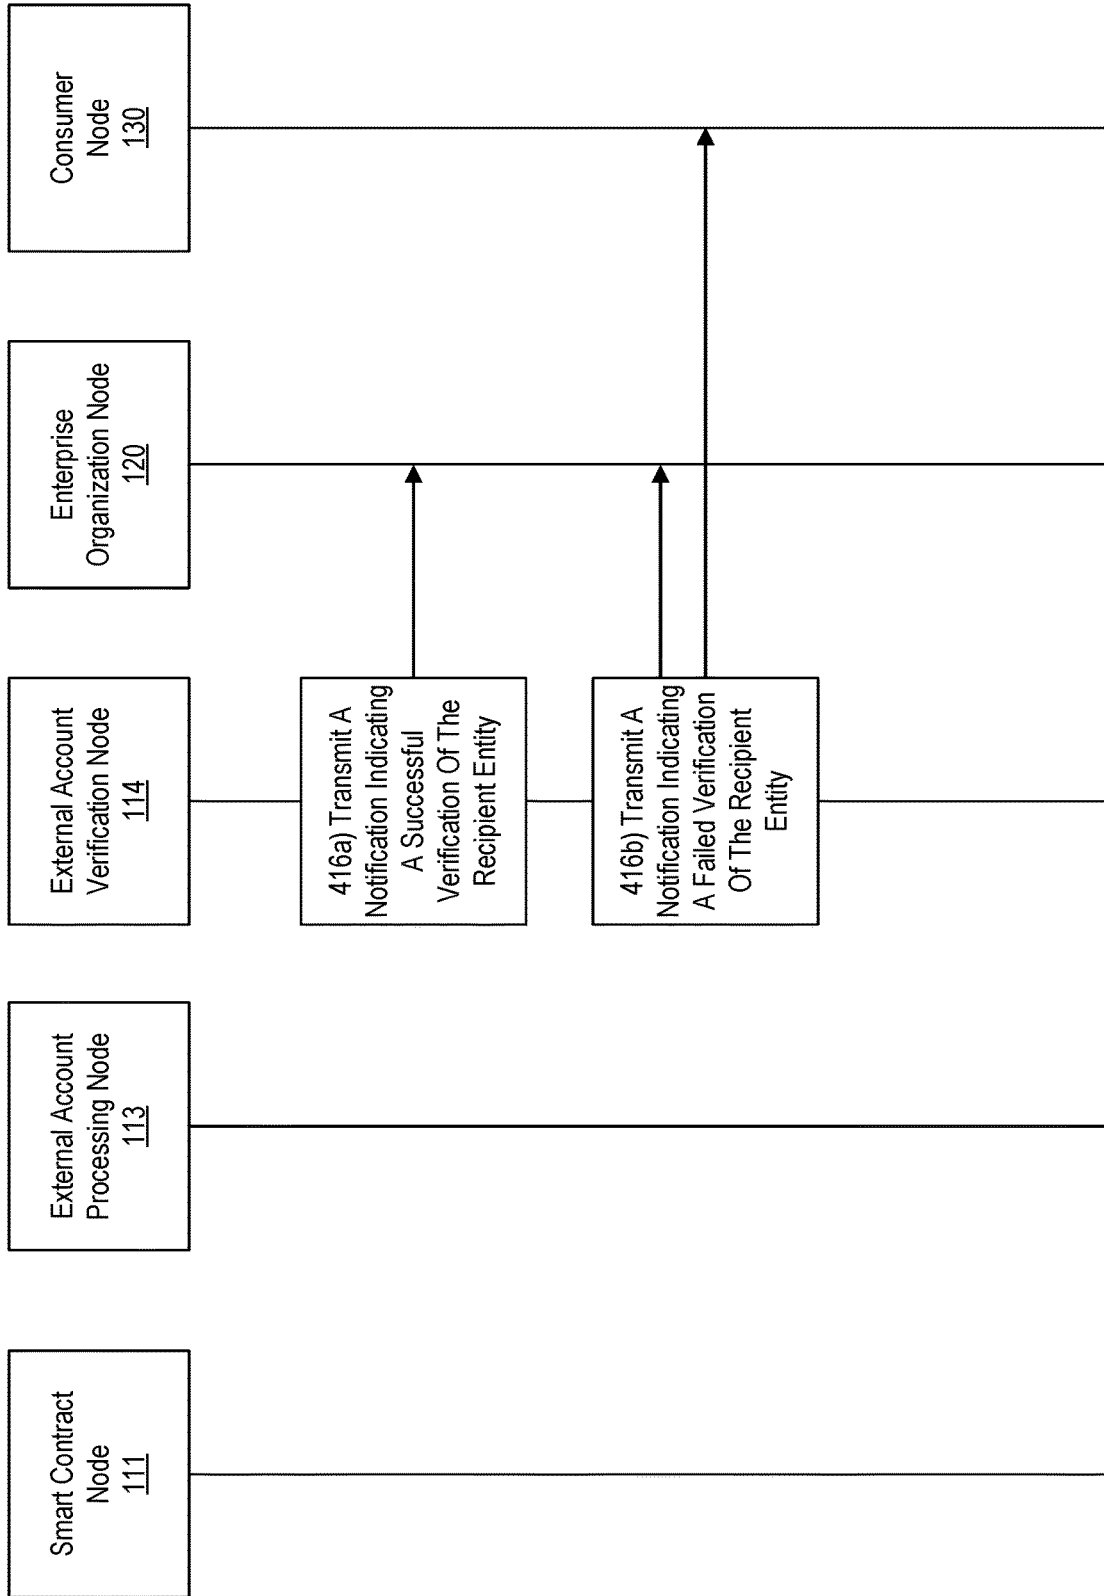 Smart Contract
Node
111
External Account
Processing Node
113
External Account
Verification Node
114
Enterprise
Organization Node
120
Consumer
Node
130
416a) Transmit A
Notification Indicating
A Successful
Verification Of The
Recipient Entity
416b) Transmit A
Notification Indicating
A Failed Verification
Of The Recipient
Entity